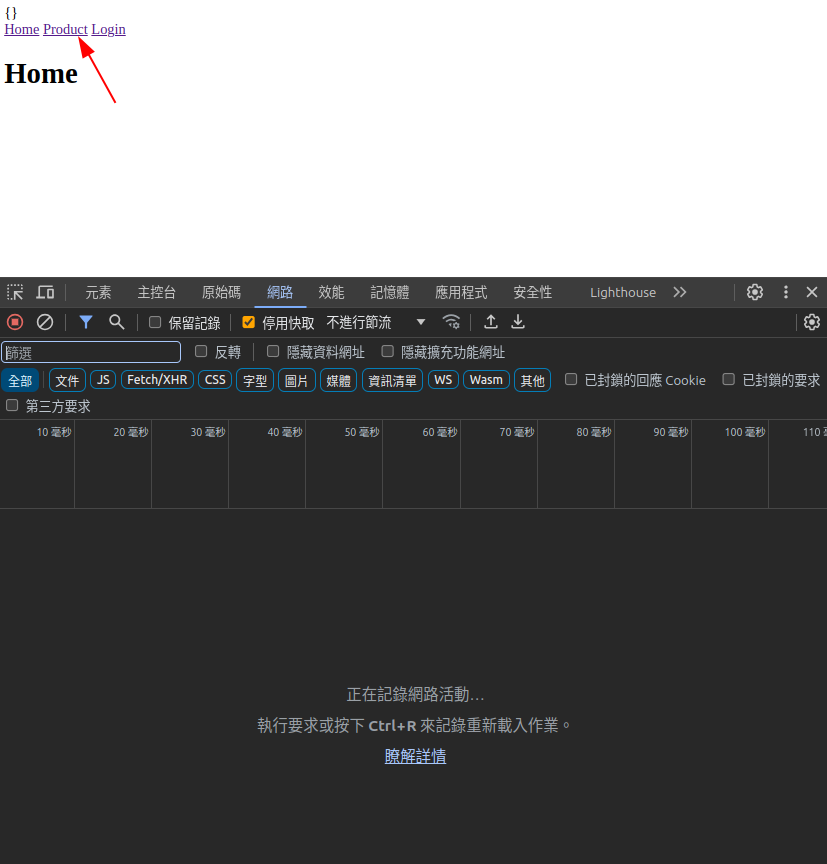 {}
Home Product Login
Home
元素 主控台 原始碼 網路 效能 記憶體 應用程式 安全性 Lighthouse
保留記錄 停用快取 不進行節流
篩選 反轉 隱藏資料網址 隱藏擴充功能網址
全部 文件 JS Fetch/XHR CSS 字型 圖片 媒體 資訊清單 WS Wasm 其他 已封鎖的回應 Cookie 已封鎖的要求
第三方要求
10 毫秒 20 毫秒 30 毫秒 40 毫秒 50 毫秒 60 毫秒 70 毫秒 80 毫秒 90 毫秒 100 毫秒 110
正在記錄網路活動…
執行要求或按下 Ctrl+R 來記錄重新載入作業。
瞭解詳情